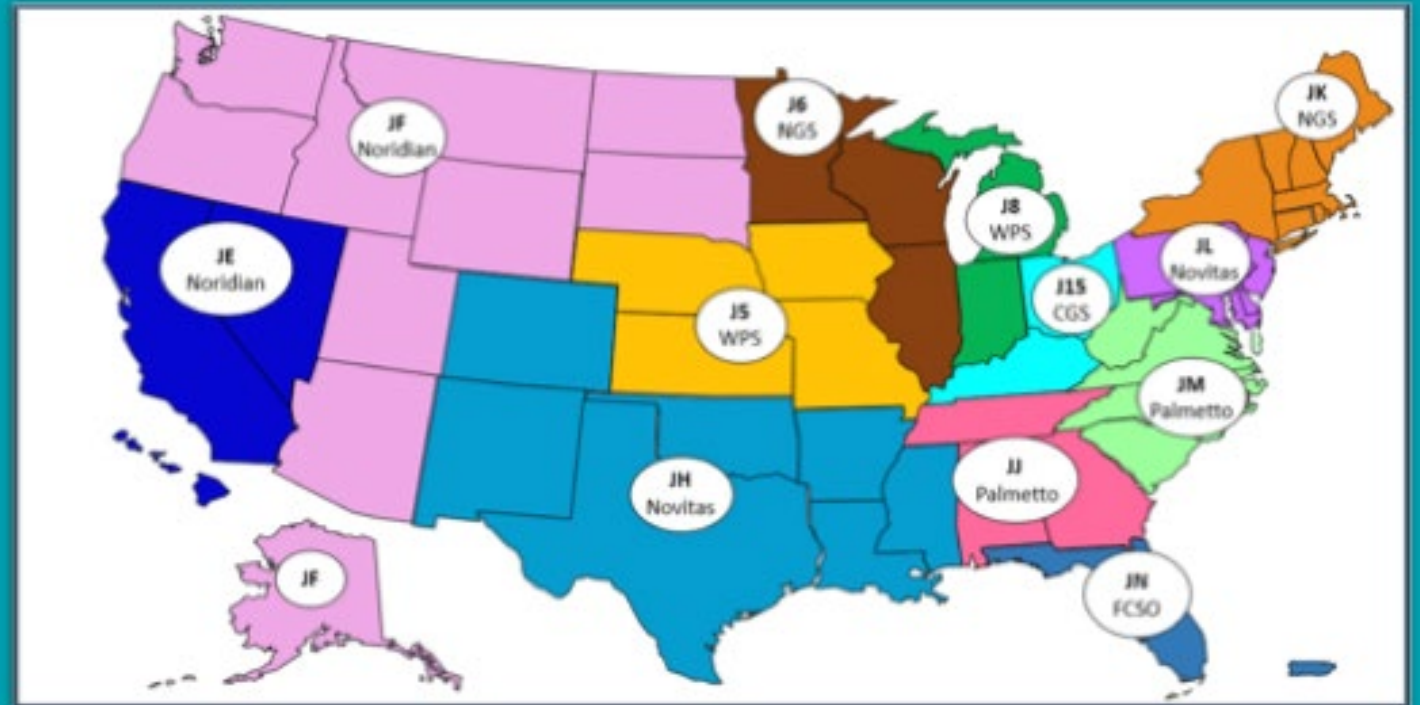 JF
Noridian
J6
NGS
JK
NGS
JE
Noridian
J8
WPS
JL
Novitas
J5
WPS
J15
CGS
JM
Palmetto
JH
Novitas
JJ
Palmetto
JF
JN
FCSO